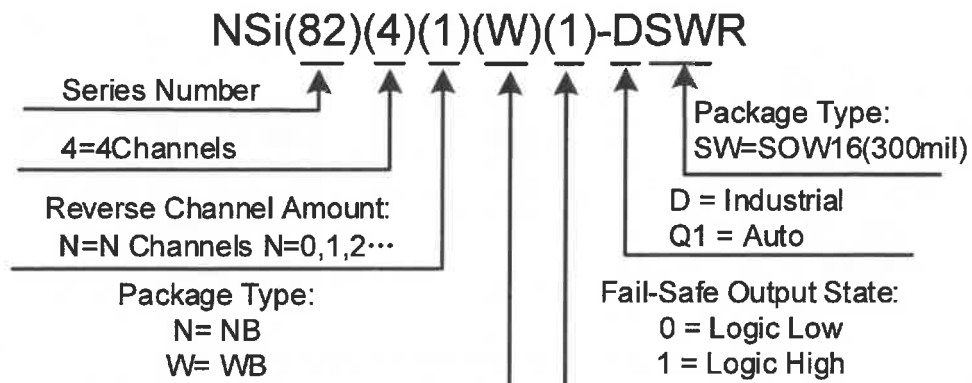 NSi(82)(4)(1)(W)(1)-DSWR
Series Number
4=4Channels
Reverse Channel Amount:
N=N Channels N=0,1,2···
Package Type:
N= NB
W= WB
Package Type:
SW=SOW16(300mil)
D = Industrial
Q1 = Auto
Fail-Safe Output State:
0 = Logic Low
1 = Logic High